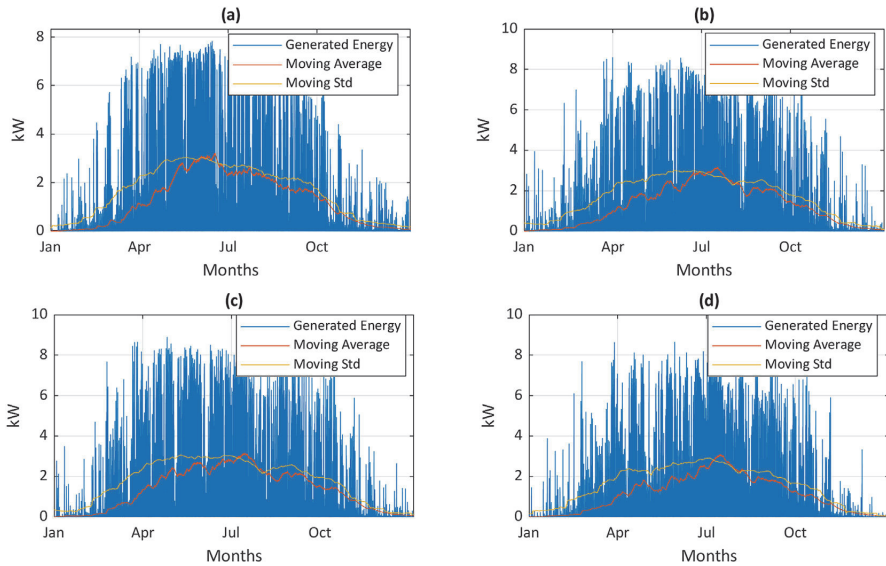 (a)
8
6
4
2
0
kW
Generated Energy
Moving Average
Moving Std
Jan Apr Jul Oct
Months
(b)
10
8
6
4
2
0
kW
Generated Energy
Moving Average
Moving Std
Jan Apr Jul Oct
Months
(c)
10
8
6
4
2
0
kW
Generated Energy
Moving Average
Moving Std
Jan Apr Jul Oct
Months
(d)
10
8
6
4
2
0
kW
Generated Energy
Moving Average
Moving Std
Jan Apr Jul Oct
Months